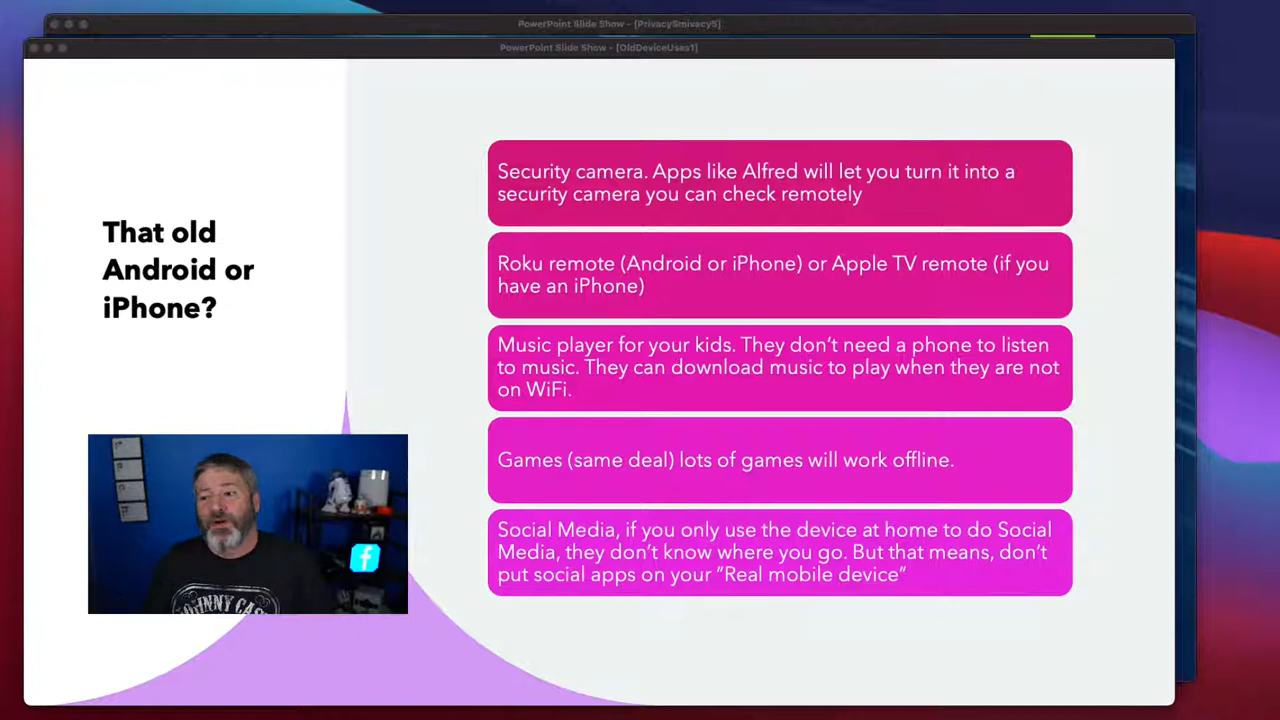 PowerPoint Slide Show - [PrivacySmivacy5]
PowerPoint Slide Show - [OldDeviceUses1]
That old
Android or
iPhone?
Security camera. Apps like Alfred will let you turn it into a
security camera you can check remotely
Roku remote (Android or iPhone) or Apple TV remote (if you
have an iPhone)
Music player for your kids. They don't need a phone to listen
to music. They can download music to play when they are not
on WiFi.
Games (same deal) lots of games will work offline.
Social Media, if you only use the device at home to do Social
Media, they don't know where you go. But that means, don't
put social apps on your "Real mobile device"
f